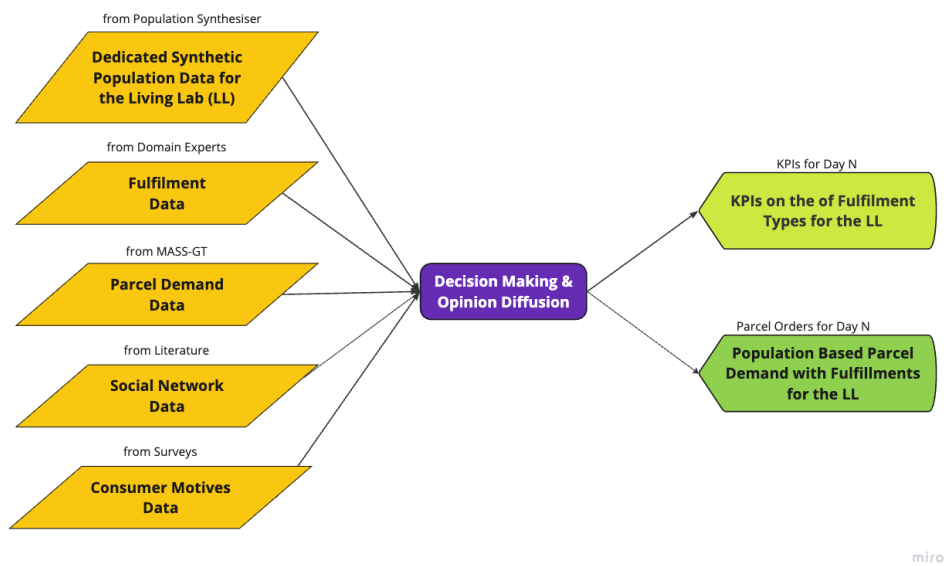 from Population Synthesiser
Dedicated Synthetic
Population Data for
the Living Lab (LL)
from Domain Experts
Fulfilment
Data
from MASS-GT
Parcel Demand
Data
from Literature
Social Network
Data
from Surveys
Consumer Motives
Data
Decision Making &
Opinion Diffusion
KPIs for Day N
KPIs on the of Fulfilment
Types for the LL
Parcel Orders for Day N
Population Based Parcel
Demand with Fulfillments
for the LL
miro